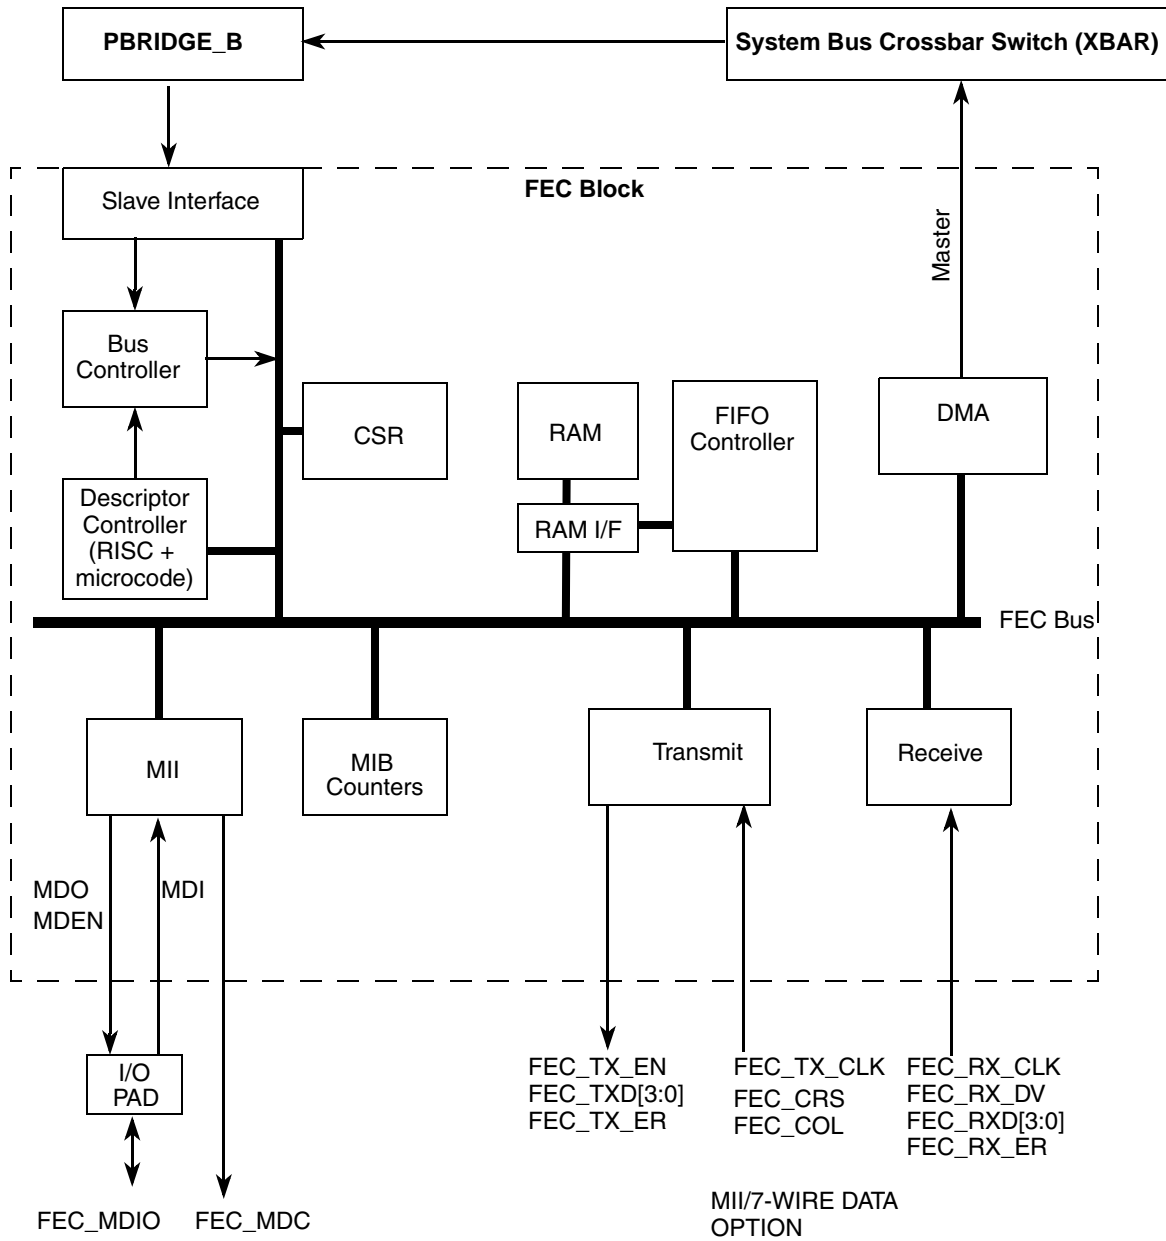 PBRIDGE_B
System Bus Crossbar Switch (XBAR)
Slave Interface
FEC Block
Master
Bus
Controller
CSR
RAM
FIFO
Controller
DMA
Descriptor
Controller
(RISC +
microcode)
RAM I/F
FEC Bus
MII
MIB
Counters
Transmit
Receive
MDO
MDEN
MDI
I/O
PAD
FEC_TX_EN
FEC_TXD[3:0]
FEC_TX_ER
FEC_TX_CLK
FEC_CRS
FEC_COL
FEC_RX_CLK
FEC_RX_DV
FEC_RXD[3:0]
FEC_RX_ER
FEC_MDIO
FEC_MDC
MII/7-WIRE DATA
OPTION